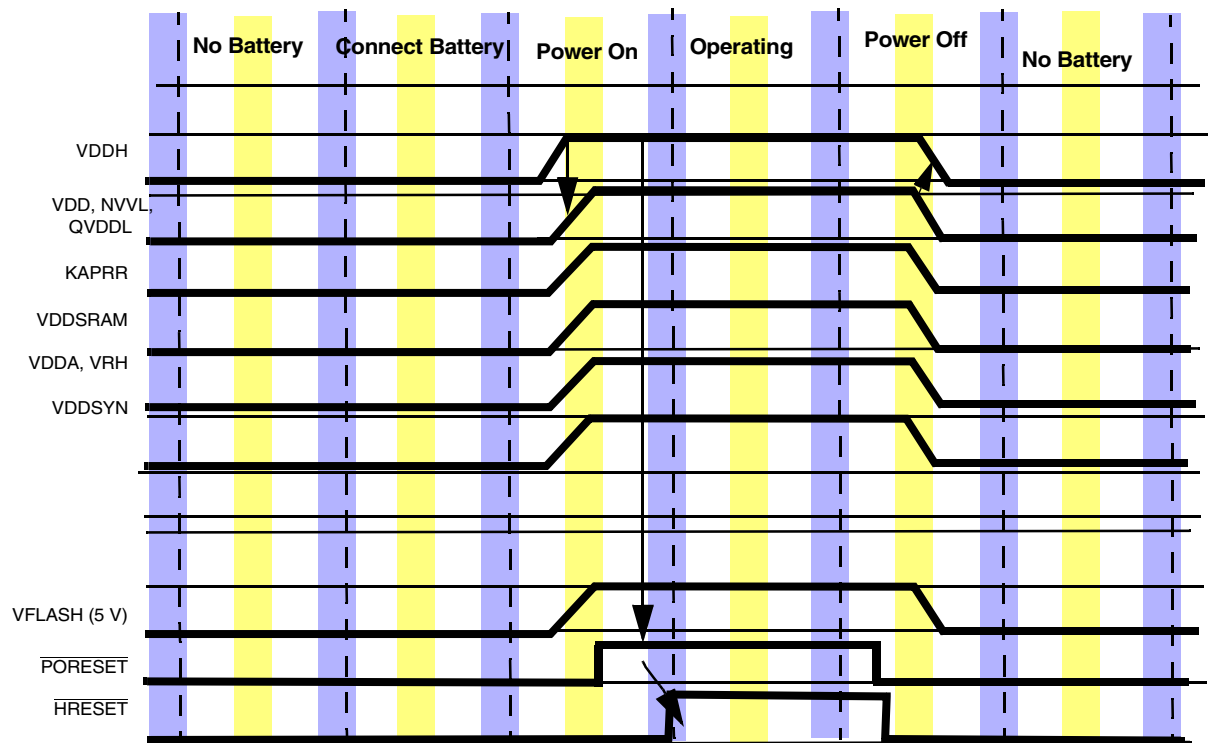 No Battery
Connect Battery
Power On
Operating
Power Off
No Battery
VDDH
VDD, NVVL,
QVDDL
KAPRR
VDDSRAM
VDDA, VRH
VDDSYN
VFLASH (5 V)
PORESET
HRESET